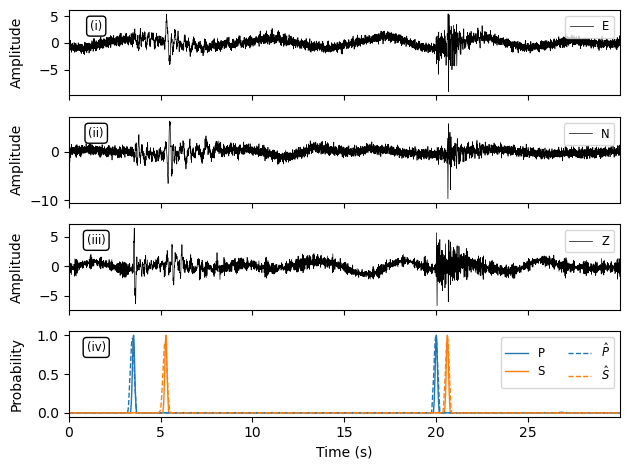 Amplitude
5
0
−5
(i)
E
Amplitude
0
−10
(ii)
N
Amplitude
5
0
−5
(iii)
Z
Probability
1.0
0.5
0.0
(iv)
P
S
P̂
Ŝ
0 5 10 15 20 25
Time (s)